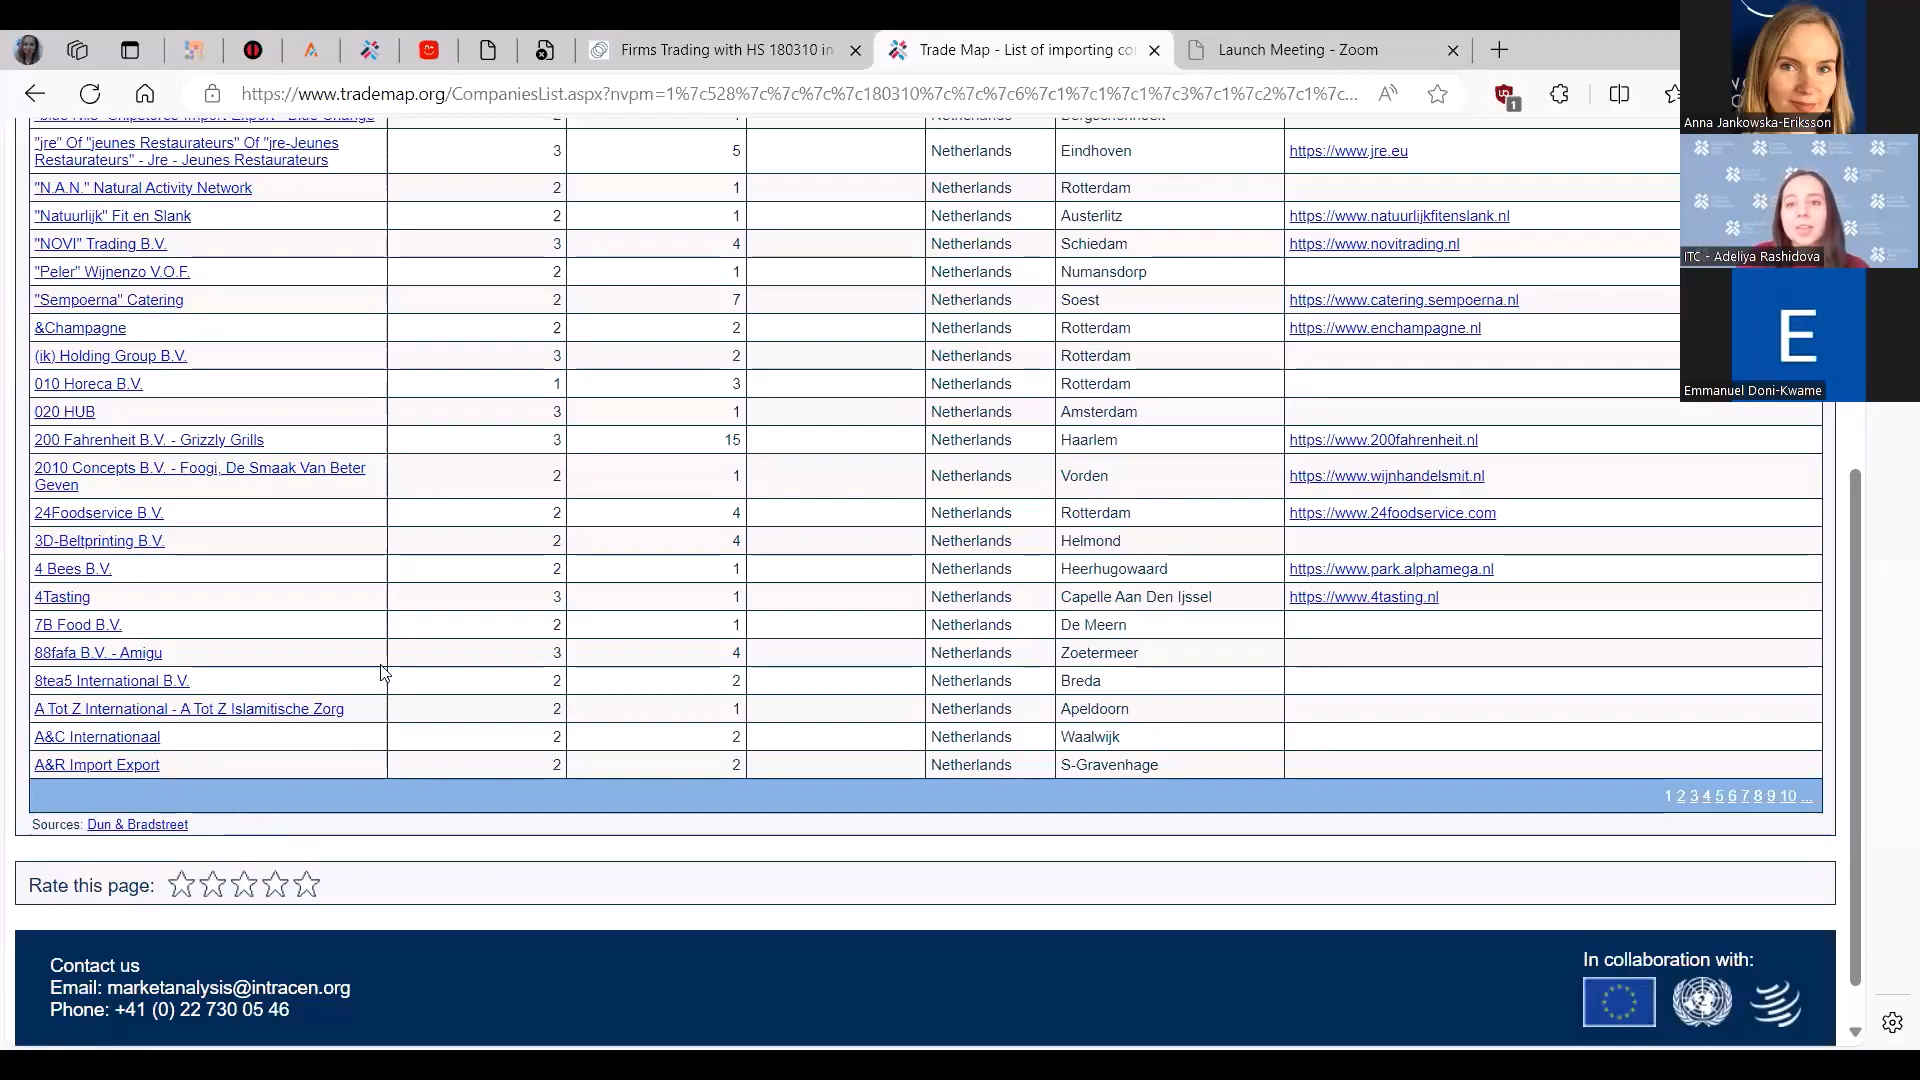 Firms Trading with HS 180310 in
Trade Map - List of importing co
Launch Meeting - Zoom
https://www.trademap.org/CompaniesList.aspx?nvpm=1%7c528%7c%7c%7c%7c180310%7c%7c%7c6%7c1%7c1%7c1%7c3%7c1%7c2%7c1%7c...
1
Anna Jankowska-Eriksson
ITC - Adeliya Rashidova
E
Emmanuel Doni-Kwame
"jre" Of "jeunes Restaurateurs" Of "jre-Jeunes
Restaurateurs" - Jre - Jeunes Restaurateurs 3 5 Netherlands Eindhoven https://www.jre.eu
"N.A.N." Natural Activity Network 2 1 Netherlands Rotterdam
"Natuurlijk" Fit en Slank 2 1 Netherlands Austerlitz https://www.natuurlijkfitenslank.nl
"NOVI" Trading B.V. 3 4 Netherlands Schiedam https://www.novitrading.nl
"Peler" Wijnenzo V.O.F. 2 1 Netherlands Numansdorp
"Sempoerna" Catering 2 7 Netherlands Soest https://www.catering.sempoerna.nl
&Champagne 2 2 Netherlands Rotterdam https://www.enchampagne.nl
(ik) Holding Group B.V. 3 2 Netherlands Rotterdam
010 Horeca B.V. 1 3 Netherlands Rotterdam
020 HUB 3 1 Netherlands Amsterdam
200 Fahrenheit B.V. - Grizzly Grills 3 15 Netherlands Haarlem https://www.200fahrenheit.nl
2010 Concepts B.V. - Foogi, De Smaak Van Beter
Geven 2 1 Netherlands Vorden https://www.wijnhandelsmit.nl
24Foodservice B.V. 2 4 Netherlands Rotterdam https://www.24foodservice.com
3D-Beltprinting B.V. 2 4 Netherlands Helmond
4 Bees B.V. 2 1 Netherlands Heerhugowaard https://www.park.alphamega.nl
4Tasting 3 1 Netherlands Capelle Aan Den Ijssel https://www.4tasting.nl
7B Food B.V. 2 1 Netherlands De Meern
88fafa B.V. - Amigu 3 4 Netherlands Zoetermeer
8tea5 International B.V. 2 2 Netherlands Breda
A Tot Z International - A Tot Z Islamitische Zorg 2 1 Netherlands Apeldoorn
A&C Internationaal 2 2 Netherlands Waalwijk
A&R Import Export 2 2 Netherlands S-Gravenhage
1 2 3 4 5 6 7 8 9 10 ...
Sources: Dun & Bradstreet
Rate this page:
Contact us
Email: marketanalysis@intracen.org
Phone: +41 (0) 22 730 05 46
In collaboration with: